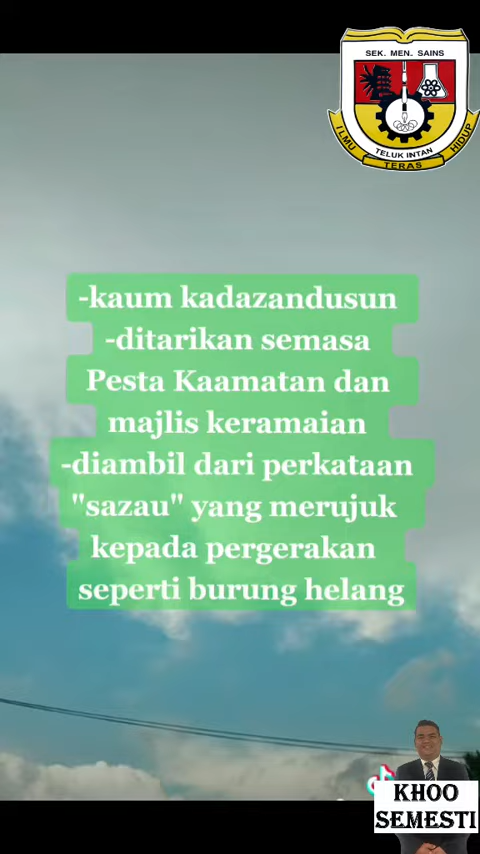 SEK. MEN. SAINS
TELUK INTAN
ILMU
TERAS
HIDUP
-kaum kadazandusun
-ditarikan semasa
Pesta Kaamatan dan
majlis keramaian
-diambil dari perkataan
"sazau" yang merujuk
kepada pergerakan
seperti burung helang
KHOO
SEMESTI